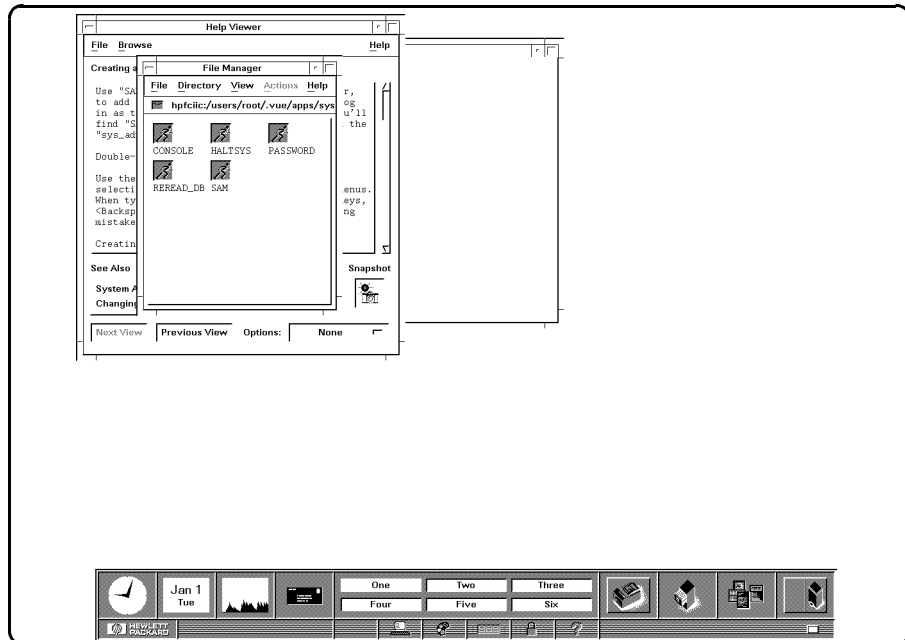 Help Viewer
File Browse Help
Creating a
Use "SA r,
to add og
in as t u'll
find "S . the
"sys_ad
Double-
Use the
selecti enus.
When ty eys,
<Backsp ng
mistake
Creatin
See Also Snapshot
System A
Changing
Next View Previous View Options: None
File Manager
File Directory View Actions Help
hpfciic:/users/root/.vue/apps/sys
CONSOLE HALTSYS PASSWORD
REREAD_DB SAM
Jan 1
Tue
One Two Three
Four Five Six
hp HEWLETT
PACKARD